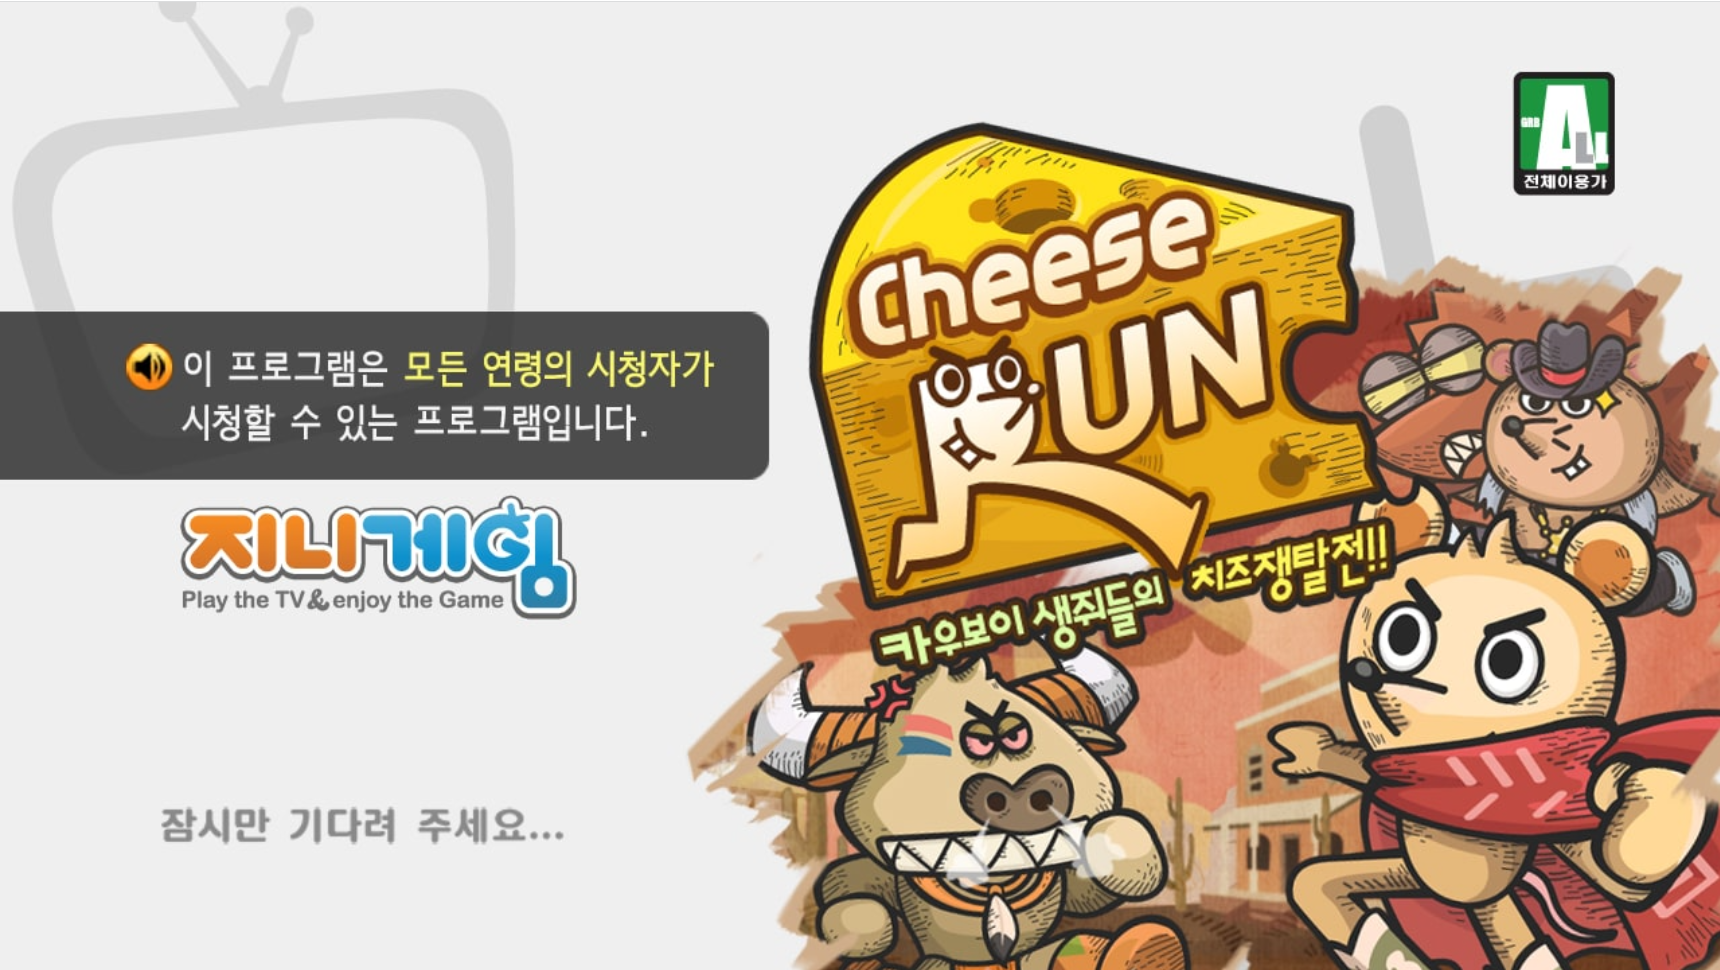 GRB
ALL
전체이용가
Cheese
RUN
이 프로그램은 모든 연령의 시청자가
시청할 수 있는 프로그램입니다.
지니게임
Play the TV & enjoy the Game
카우보이 생쥐들의 치즈쟁탈전!!
잠시만 기다려 주세요...